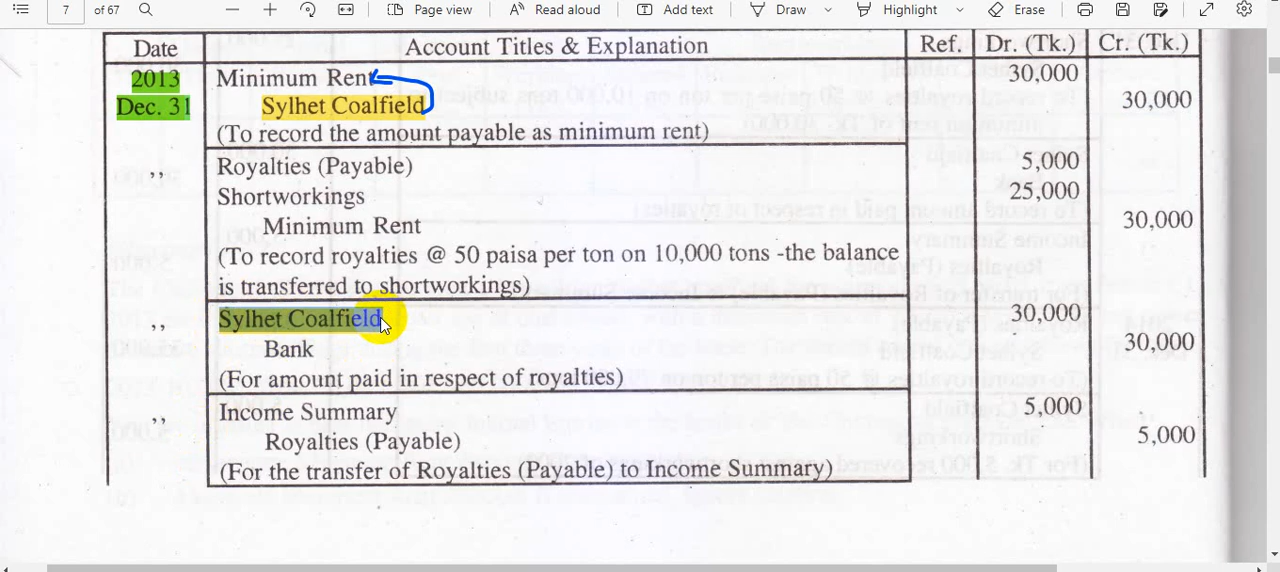 7 of 67 Page view Read aloud Add text Draw Highlight Erase
Date Account Titles & Explanation Ref. Dr. (Tk.) Cr. (Tk.)
2013 Minimum Rent 30,000
Dec. 31 Sylhet Coalfield 30,000
(To record the amount payable as minimum rent)
,, Royalties (Payable) 5,000
Shortworkings 25,000
Minimum Rent 30,000
(To record royalties @ 50 paisa per ton on 10,000 tons -the balance
is transferred to shortworkings)
,, Sylhet Coalfield 30,000
Bank 30,000
(For amount paid in respect of royalties)
,, Income Summary 5,000
Royalties (Payable) 5,000
(For the transfer of Royalties (Payable) to Income Summary)